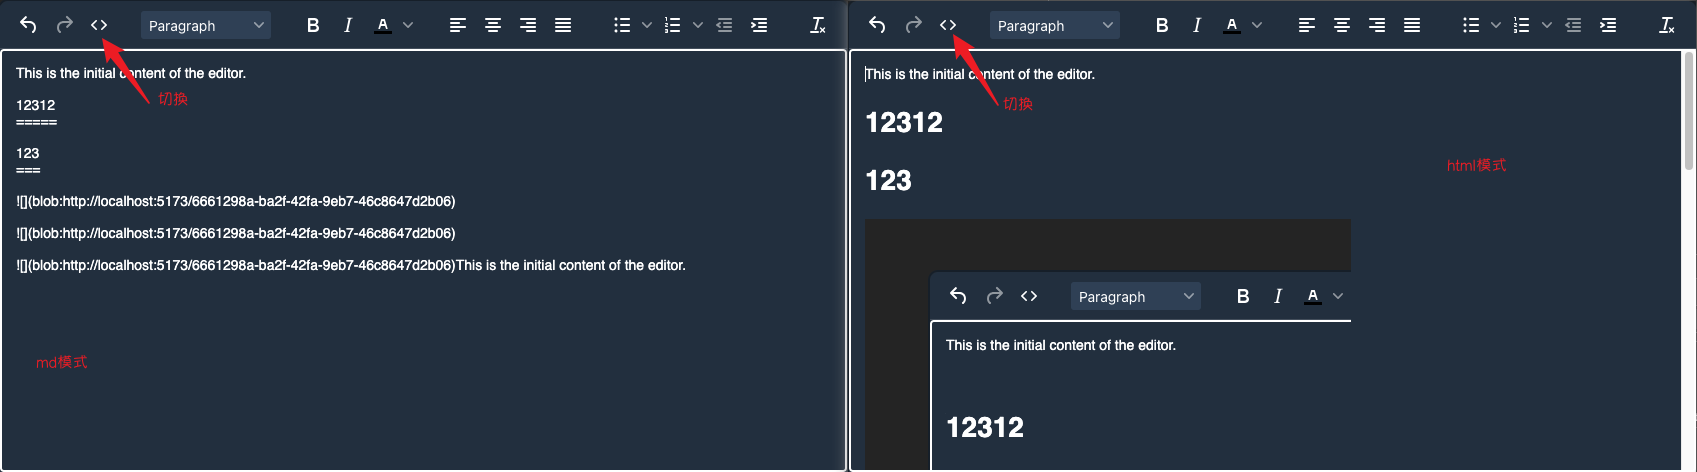 Paragraph
B I A
This is the initial content of the editor.
切換
12312
=====
123
===
![](blob:http://localhost:5173/6661298a-ba2f-42fa-9eb7-46c8647d2b06)
![](blob:http://localhost:5173/6661298a-ba2f-42fa-9eb7-46c8647d2b06)
![](blob:http://localhost:5173/6661298a-ba2f-42fa-9eb7-46c8647d2b06)This is the initial content of the editor.
md模式
Paragraph
B I A
This is the initial content of the editor.
切換
12312
html模式
123
Paragraph
B I A
This is the initial content of the editor.
12312